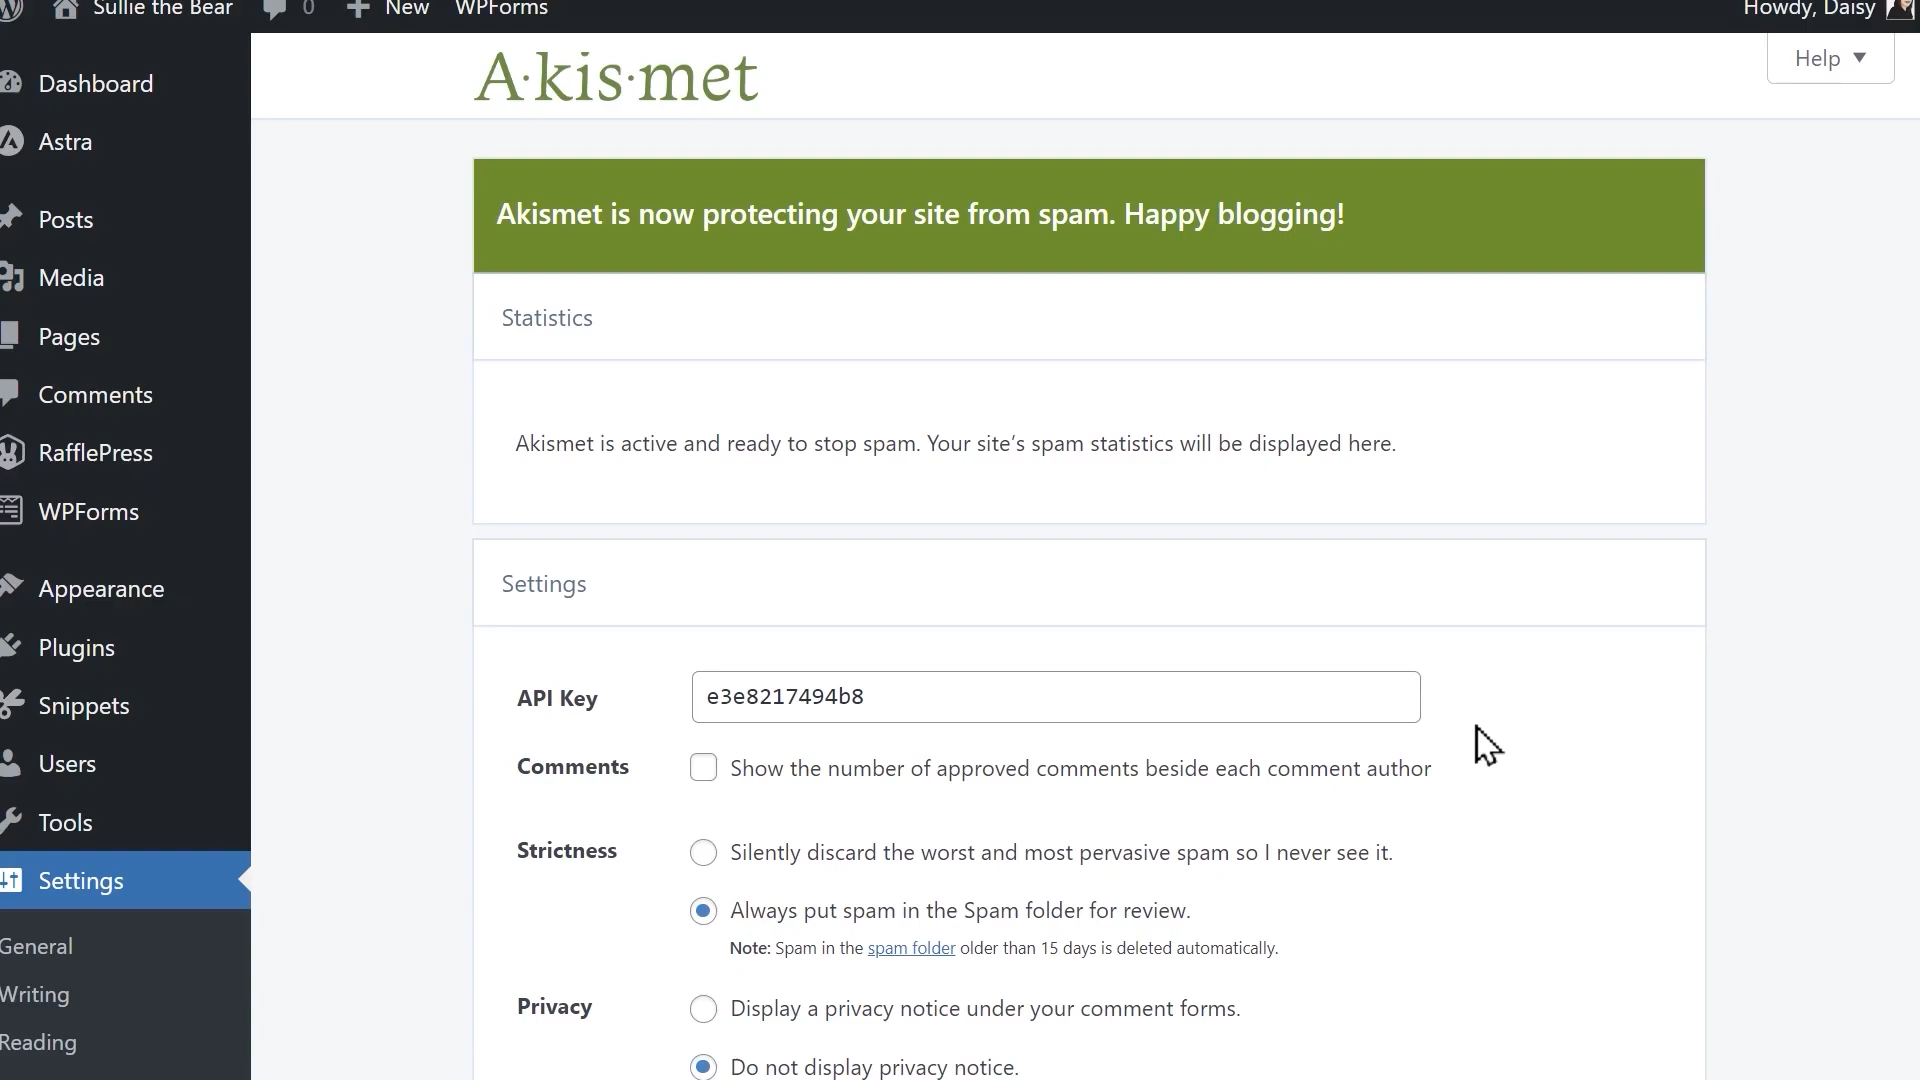 Sullie the Bear 0 New WPForms Howdy, Daisy
A·kis·met
Help
Dashboard
Astra
Posts
Media
Pages
Comments
RafflePress
WPForms
Appearance
Plugins
Snippets
Users
Tools
Settings
General
Writing
Reading
Akismet is now protecting your site from spam. Happy blogging!
Statistics
Akismet is active and ready to stop spam. Your site’s spam statistics will be displayed here.
Settings
API Key e3e8217494b8
Comments Show the number of approved comments beside each comment author
Strictness Silently discard the worst and most pervasive spam so I never see it.
Always put spam in the Spam folder for review.
Note: Spam in the spam folder older than 15 days is deleted automatically.
Privacy Display a privacy notice under your comment forms.
Do not display privacy notice.